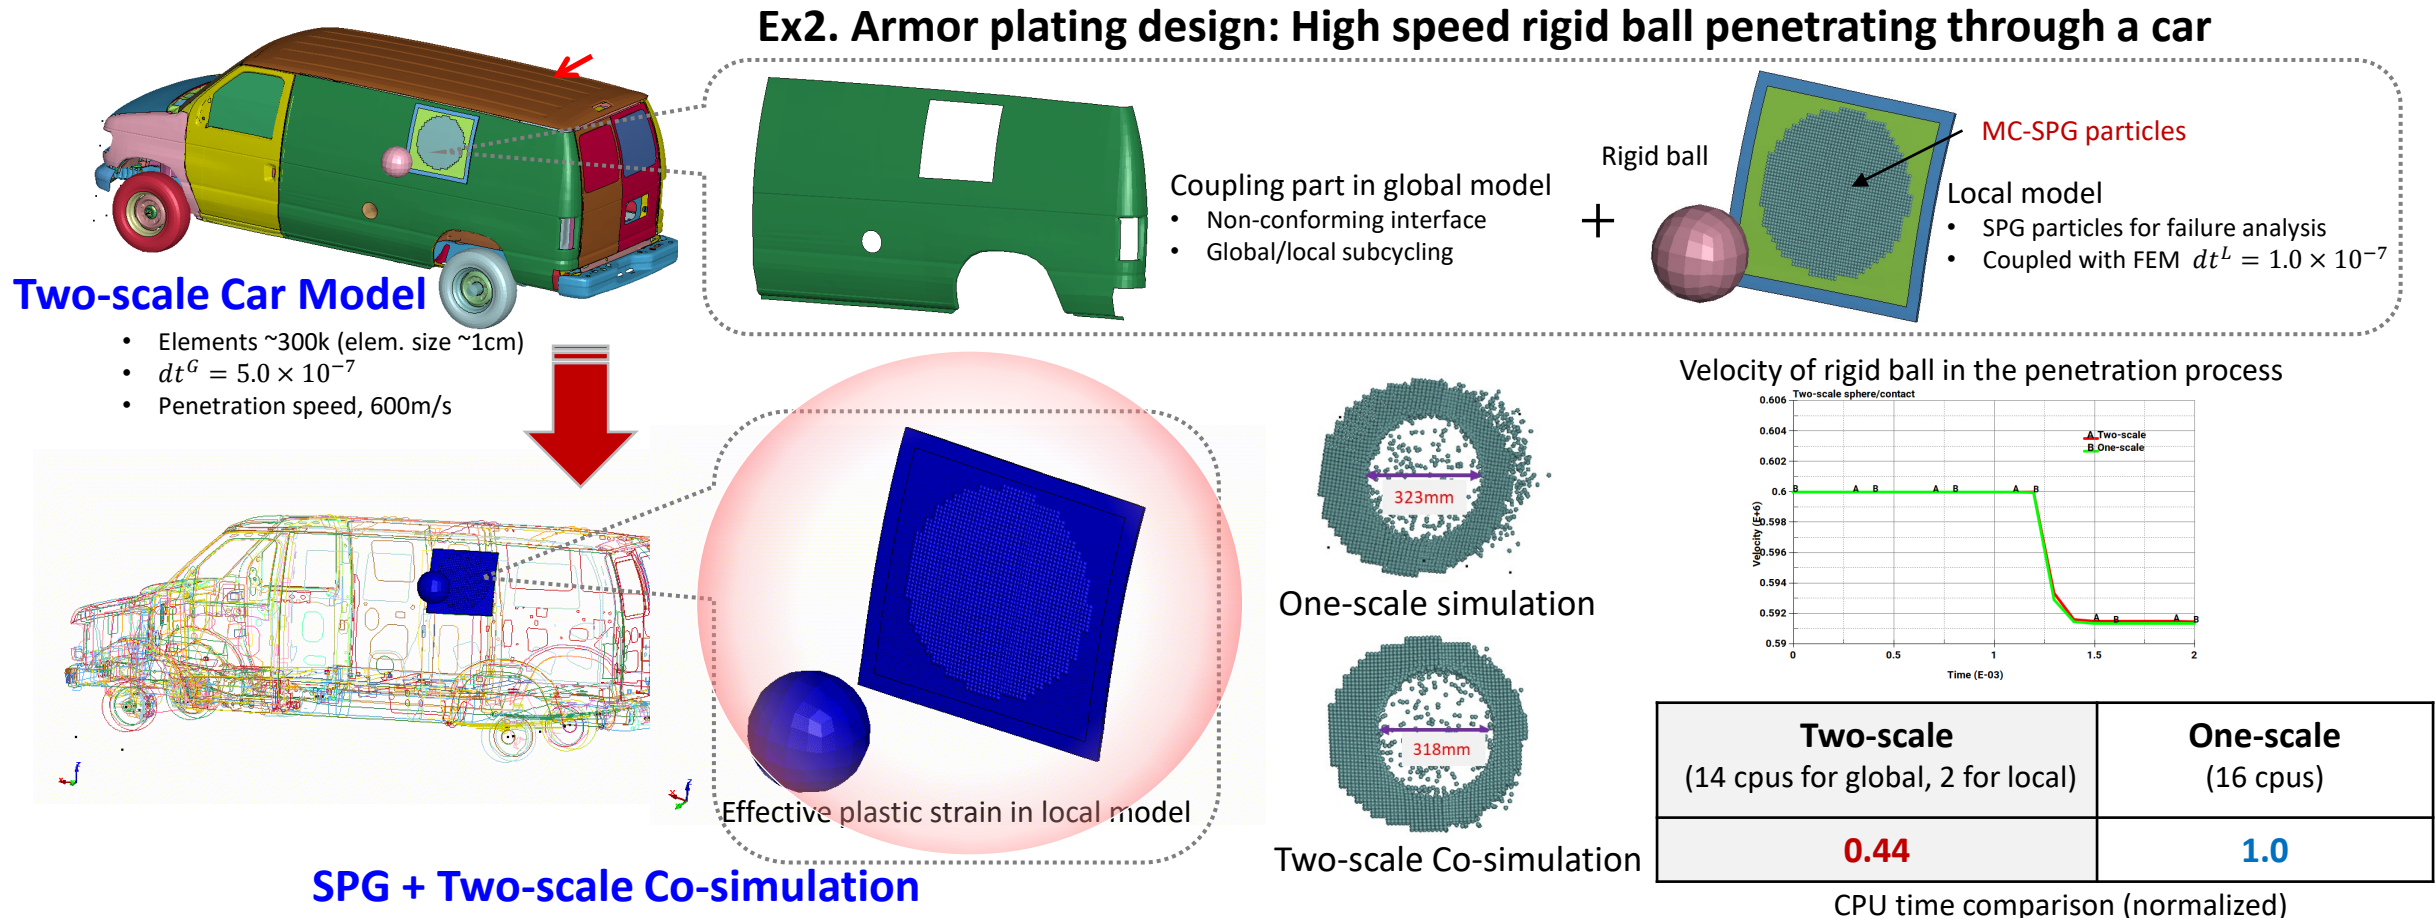 Ex2. Armor plating design: High speed rigid ball penetrating through a car
Two-scale Car Model
• Elements ~300k (elem. size ~1cm)
• dt^G = 5.0 × 10^−7
• Penetration speed, 600m/s
Coupling part in global model
• Non-conforming interface
• Global/local subcycling
+
Rigid ball
MC-SPG particles
Local model
• SPG particles for failure analysis
• Coupled with FEM dt^L = 1.0 × 10^−7
Effective plastic strain in local model
SPG + Two-scale Co-simulation
323mm
One-scale simulation
318mm
Two-scale Co-simulation
Velocity of rigid ball in the penetration process
Two-scale sphere/contact
0.606
0.604
0.602
0.6
0.598
0.596
0.594
0.592
0.59
Velocity (E+6)
A Two-scale
B One-scale
B A B A B A B
A B A B
0 0.5 1 1.5 2
Time (E-03)
Two-scale One-scale
(14 cpus for global, 2 for local) (16 cpus)
0.44 1.0
CPU time comparison (normalized)